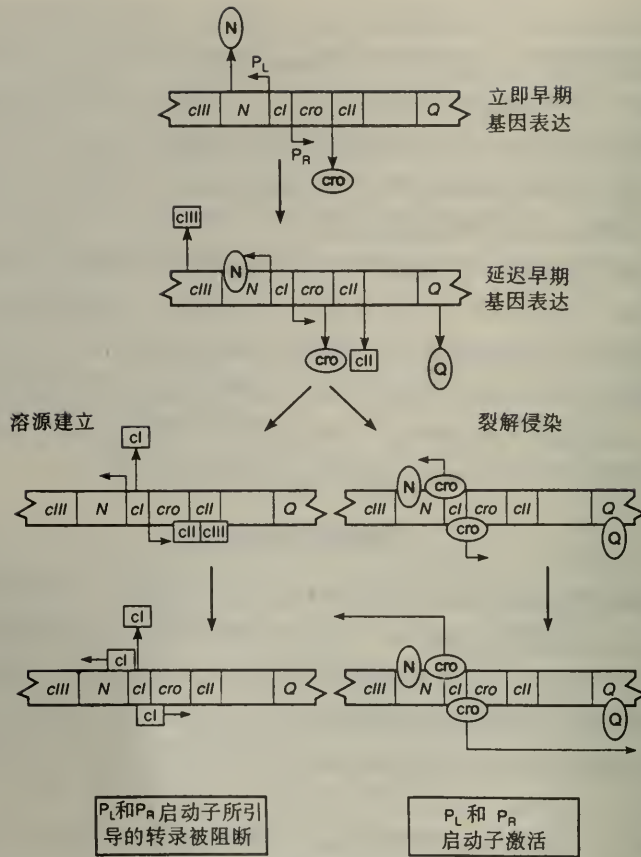 N
P_L
cIII N cI cro cII Q
立即早期
基因表达
P_R
cro
cIII
N
cIII N cI cro cII Q
延迟早期
基因表达
cro cII
Q
溶源建立
裂解侵染
cI
N cro
cIII N cI cro cII Q
cIII N cI cro cII Q
cII cIII
cro
Q
cI
cI
N cro
cIII N cI cro cII Q
cIII N cI cro cII Q
cI
cro
Q
P_L和P_R 启动子所引
导的转录被阻断
P_L 和 P_R
启动子激活